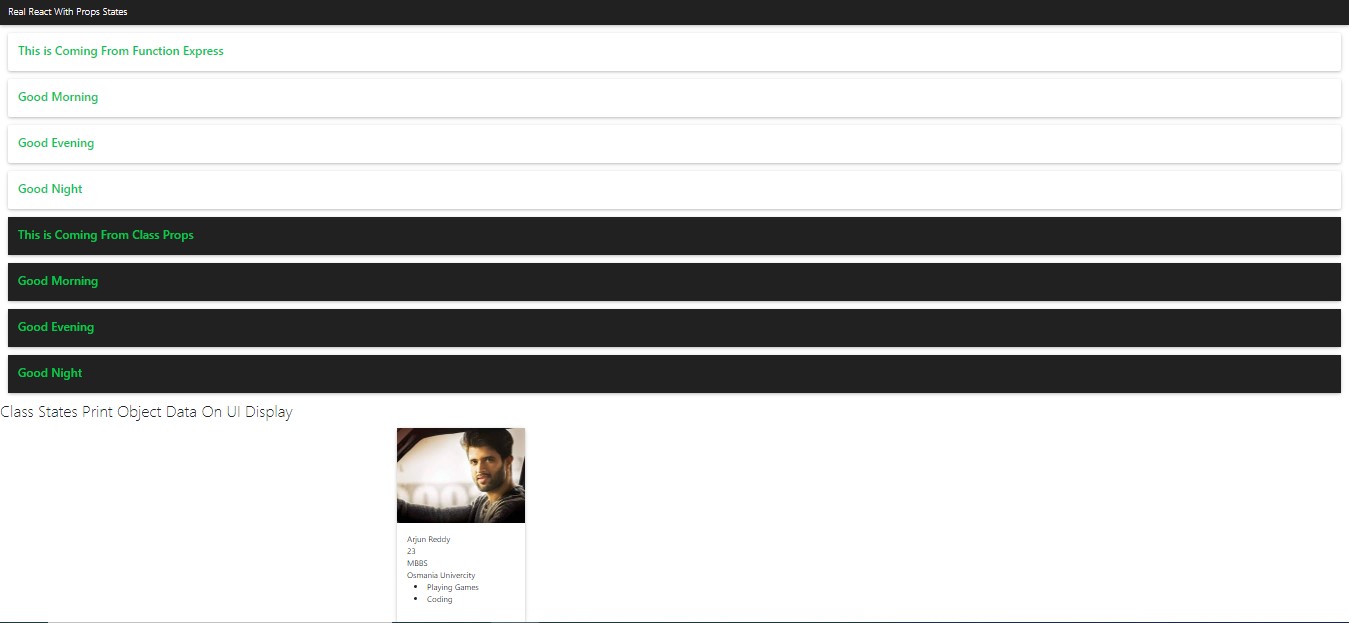 Real React With Props States
This is Coming From Function Express
Good Morning
Good Evening
Good Night
This is Coming From Class Props
Good Morning
Good Evening
Good Night
Class States Print Object Data On UI Display
Arjun Reddy
23
MBBS
Osmania Univercity
Playing Games
Coding